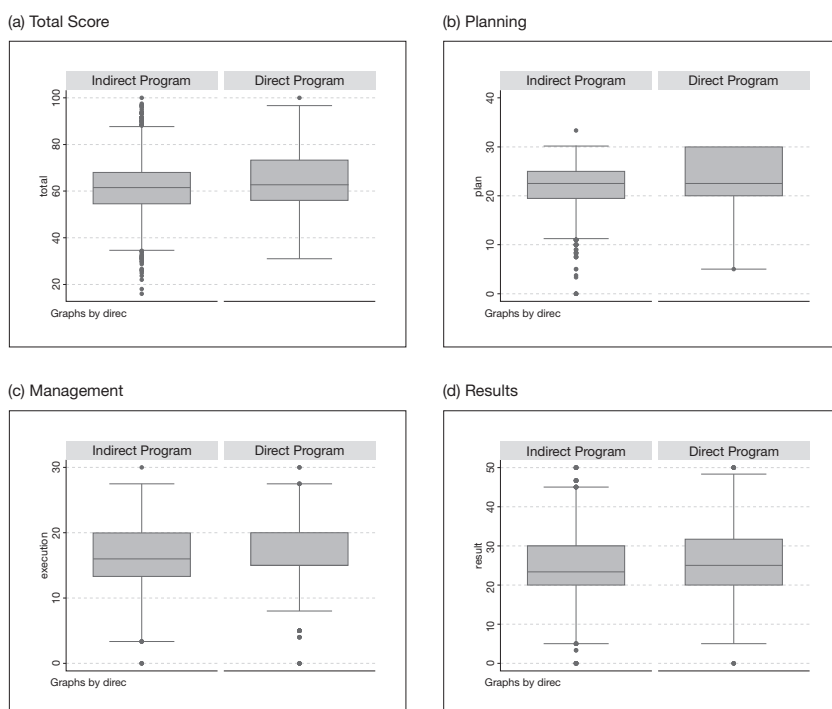 (a) Total Score
Indirect Program Direct Program
100
80
60
40
20
total
Graphs by direc
(b) Planning
Indirect Program Direct Program
40
30
20
10
0
plan
Graphs by direc
(c) Management
Indirect Program Direct Program
30
20
10
0
execution
Graphs by direc
(d) Results
Indirect Program Direct Program
50
40
30
20
10
0
result
Graphs by direc